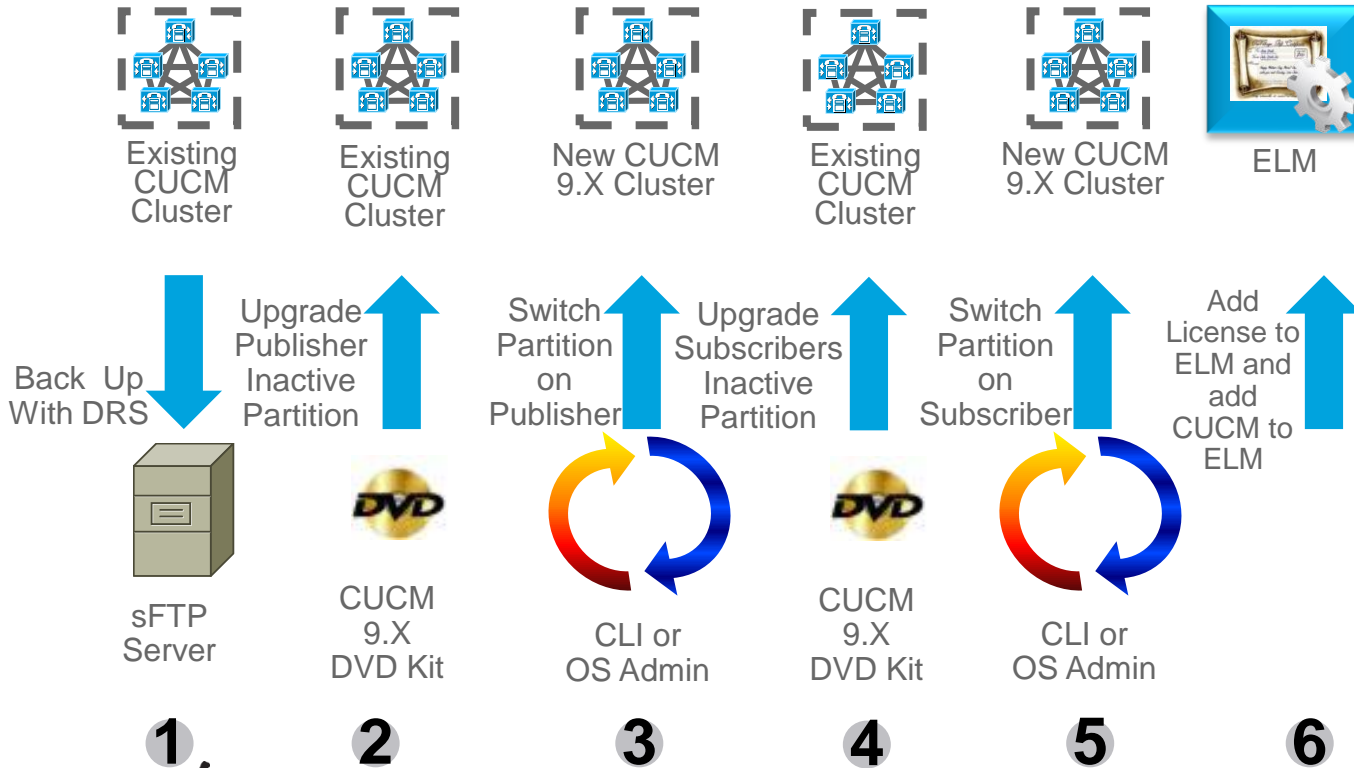 Existing
CUCM
Cluster
Existing
CUCM
Cluster
New CUCM
9.X Cluster
Existing
CUCM
Cluster
New CUCM
9.X Cluster
ELM
Back Up
With DRS
Upgrade
Publisher
Inactive
Partition
Switch
Partition
on
Publisher
Upgrade
Subscribers
Inactive
Partition
Switch
Partition
on
Subscriber
Add
License to
ELM and
add
CUCM to
ELM
sFTP
Server
DVD
CUCM
9.X
DVD Kit
CLI or
OS Admin
DVD
CUCM
9.X
DVD Kit
CLI or
OS Admin
1
2
3
4
5
6